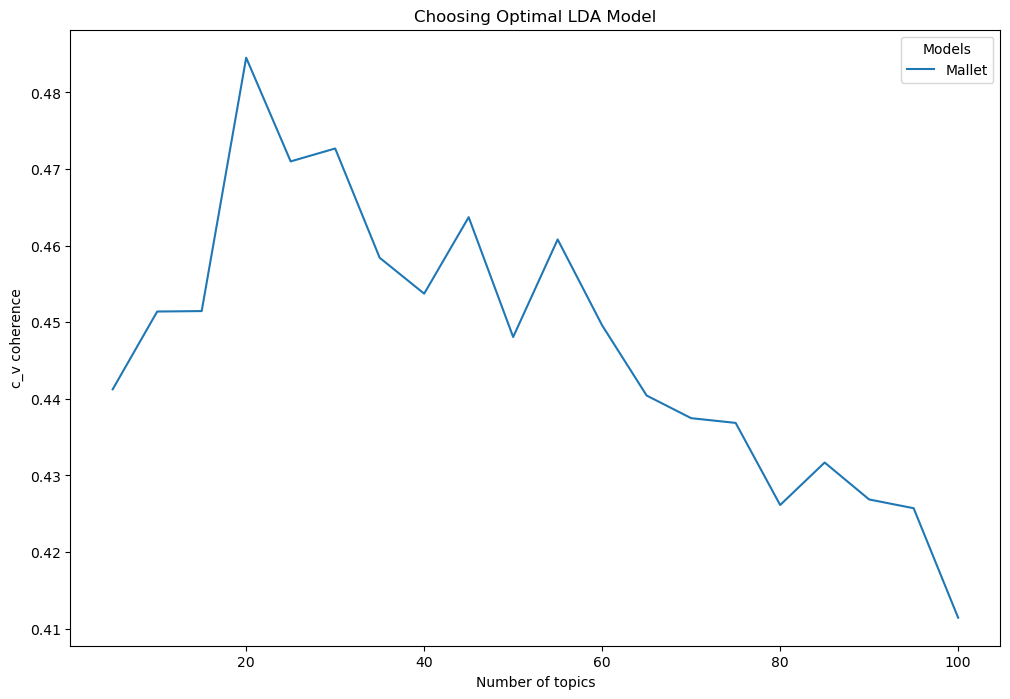 Choosing Optimal LDA Model
Models
Mallet
c_v coherence
0.48
0.47
0.46
0.45
0.44
0.43
0.42
0.41
20 40 60 80 100
Number of topics